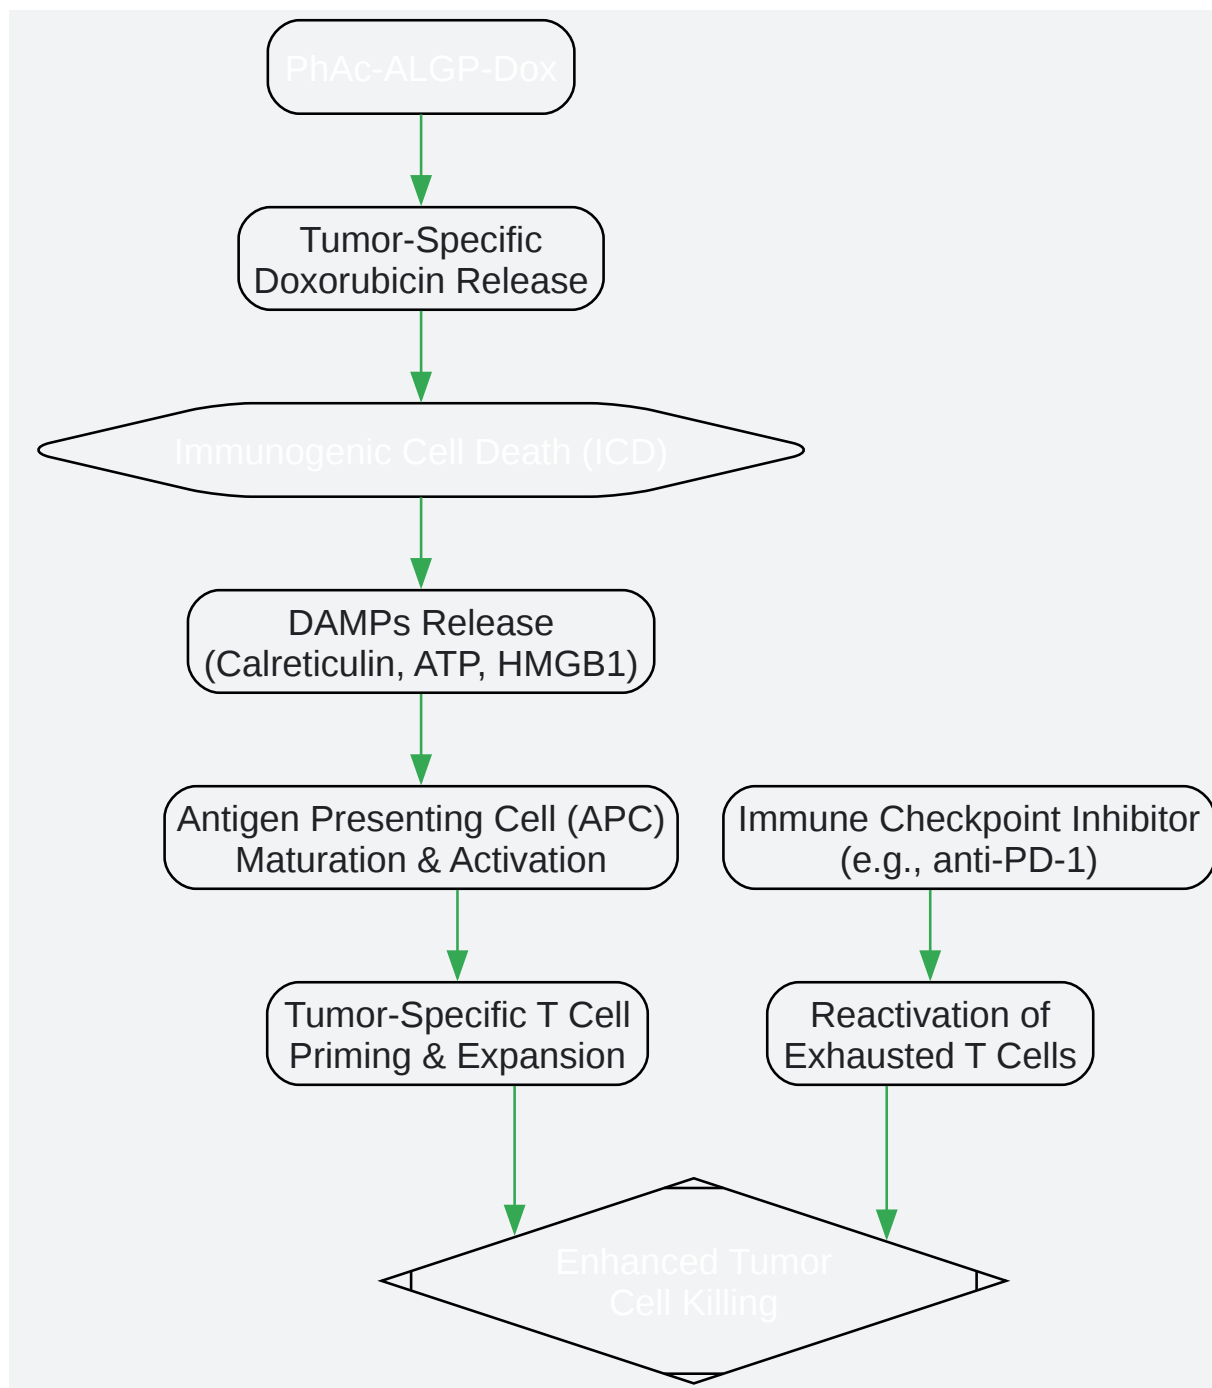 PhAc-ALGP-Dox
Tumor-Specific
Doxorubicin Release
Immunogenic Cell Death (ICD)
DAMPs Release
(Calreticulin, ATP, HMGB1)
Antigen Presenting Cell (APC)
Maturation & Activation
Immune Checkpoint Inhibitor
(e.g., anti-PD-1)
Tumor-Specific T Cell
Priming & Expansion
Reactivation of
Exhausted T Cells
Enhanced Tumor
Cell Killing